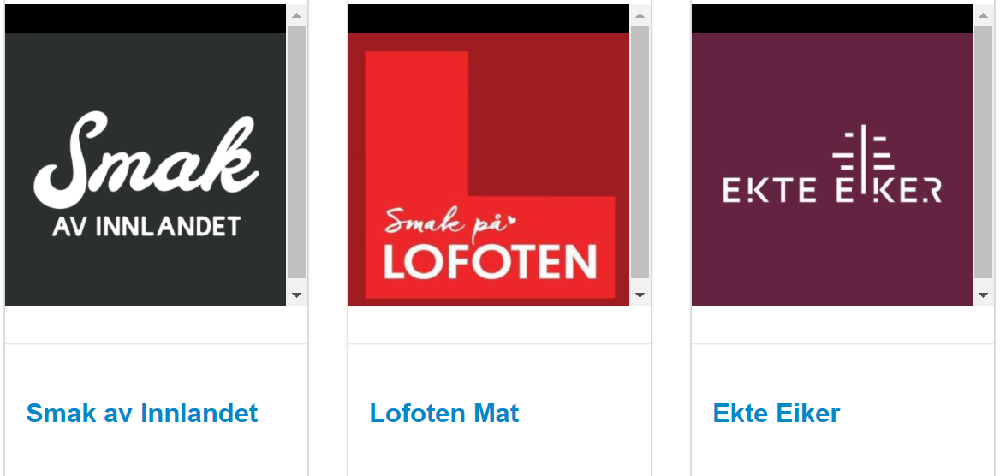 Smak
AV INNLANDET
Smak på
LOFOTEN
EKTE EIKER
Smak av Innlandet
Lofoten Mat
Ekte Eiker